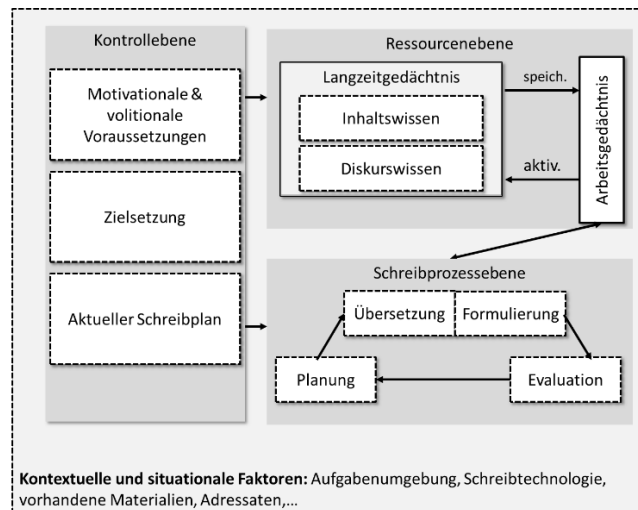 Kontrollebene
Motivationale &
volitionale
Voraussetzungen
Zielsetzung
Aktueller Schreibplan
Ressourcenebene
Langzeitgedächtnis
Inhaltswissen
Diskurswissen
speich.
aktiv.
Arbeitsgedächtnis
Schreibprozessebene
Übersetzung
Formulierung
Planung
Evaluation
Kontextuelle und situationale Faktoren: Aufgabenumgebung, Schreibtechnologie,
vorhandene Materialien, Adressaten,...